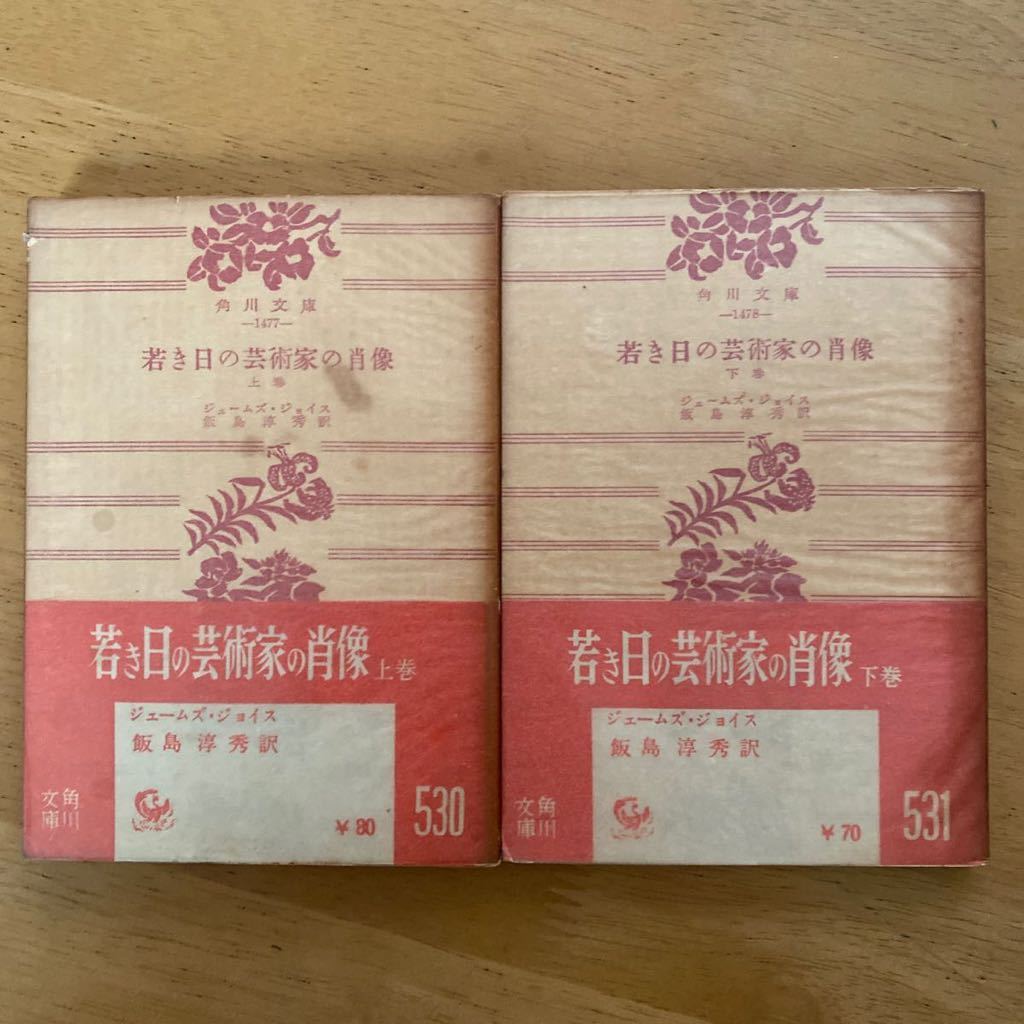 角川文庫
—1477—
若き日の芸術家の肖像
上巻
ジェームズ・ジョイス
飯島淳秀訳
若き日の芸術家の肖像 上巻
ジェームズ・ジョイス
飯島淳秀訳
角川文庫
¥80
530
角川文庫
—1478—
若き日の芸術家の肖像
下巻
ジェームズ・ジョイス
飯島淳秀訳
若き日の芸術家の肖像 下巻
ジェームズ・ジョイス
飯島淳秀訳
角川文庫
¥70
531